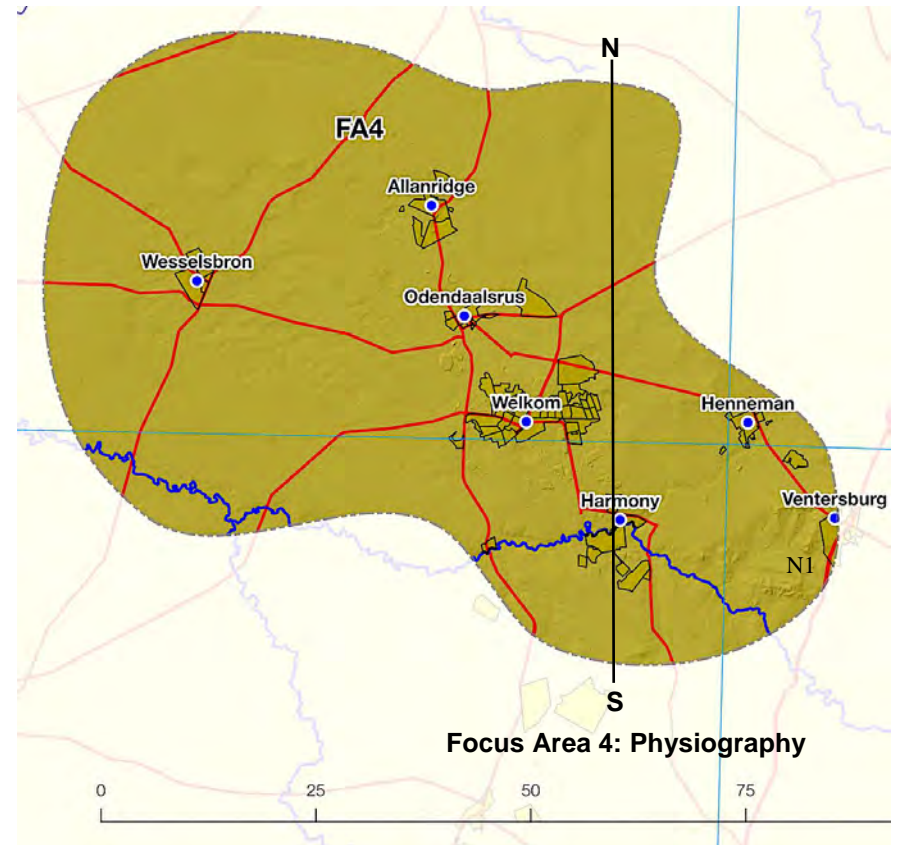 N
FA4
Allanridge
Wesselsbron
Odendaalsrus
Welkom
Henneman
Harmony
Ventersburg
N1
S
Focus Area 4: Physiography
0 25 50 75